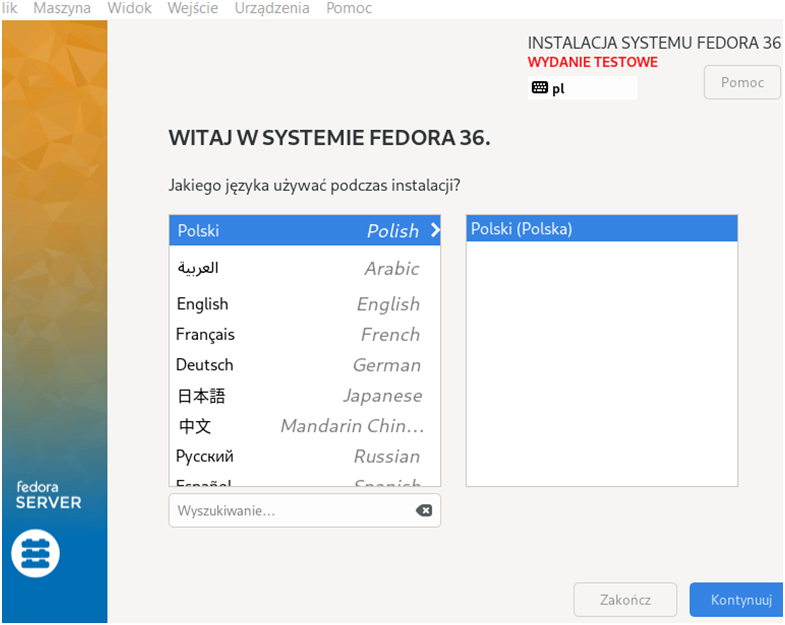 lik Maszyna Widok Wejście Urządzenia Pomoc
INSTALACJA SYSTEMU FEDORA 36
WYDANIE TESTOWE
pl
Pomoc
WITAJ W SYSTEMIE FEDORA 36.
Jakiego języka używać podczas instalacji?
Polski Polish
Polski (Polska)
العربية Arabic
English English
Français French
Deutsch German
日本語 Japanese
中文 Mandarin Chin...
Русский Russian
Español Spanish
Wyszukiwanie...
fedora
SERVER
Zakończ
Kontynuuj